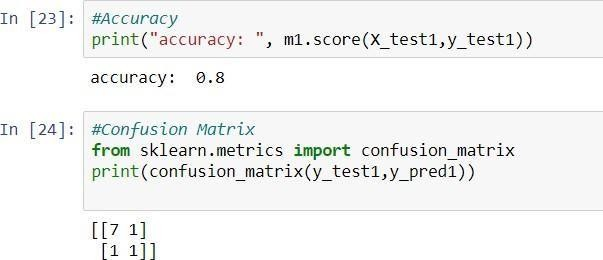 In [23]: #Accuracy
print("accuracy: ", m1.score(X_test1,y_test1))
accuracy:  0.8
In [24]: #Confusion Matrix
from sklearn.metrics import confusion_matrix
print(confusion_matrix(y_test1,y_pred1))
[[7 1]
 [1 1]]